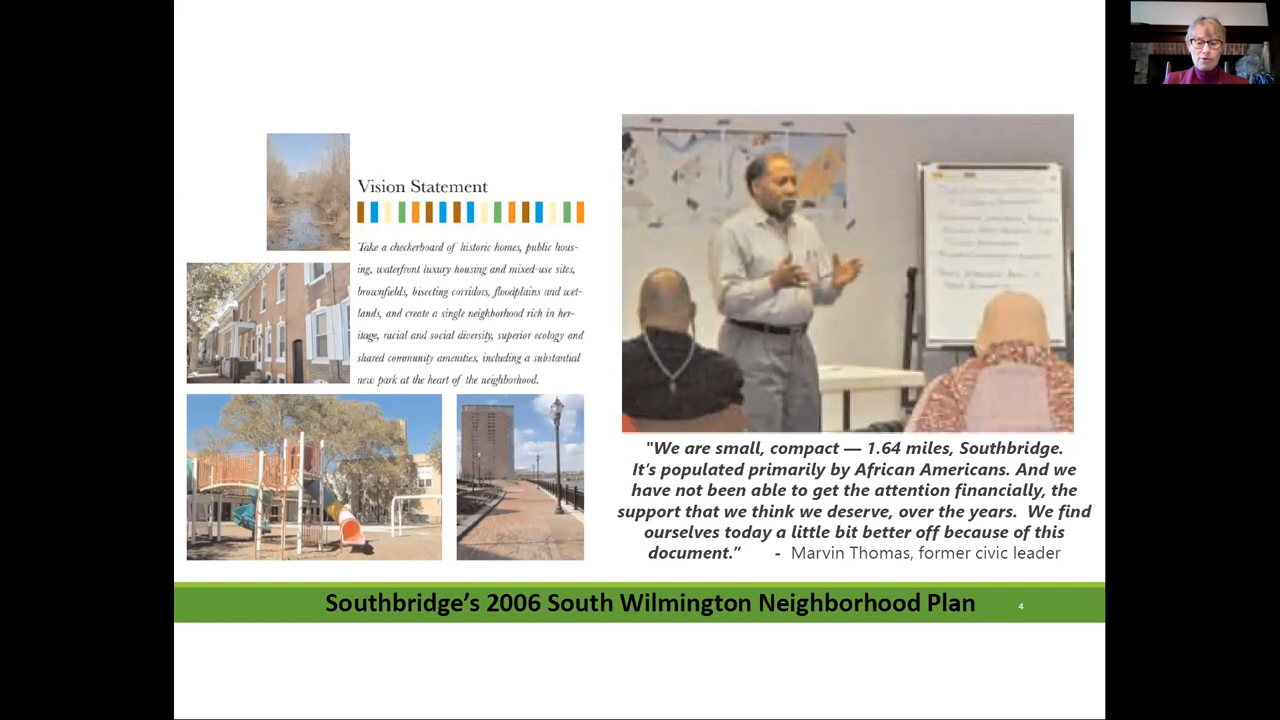 Vision Statement
Take a checkerboard of historic homes, public hous-
ing, waterfront luxury housing and mixed-use sites,
brownfields, bisecting corridors, floodplains and wet-
lands, and create a single neighborhood rich in her-
itage, racial and social diversity, superior ecology and
shared community amenities, including a substantial
new park at the heart of the neighborhood.
"We are small, compact — 1.64 miles, Southbridge.
It's populated primarily by African Americans. And we
have not been able to get the attention financially, the
support that we think we deserve, over the years.  We find
ourselves today a little bit better off because of this
document.” - Marvin Thomas, former civic leader
Southbridge’s 2006 South Wilmington Neighborhood Plan
4